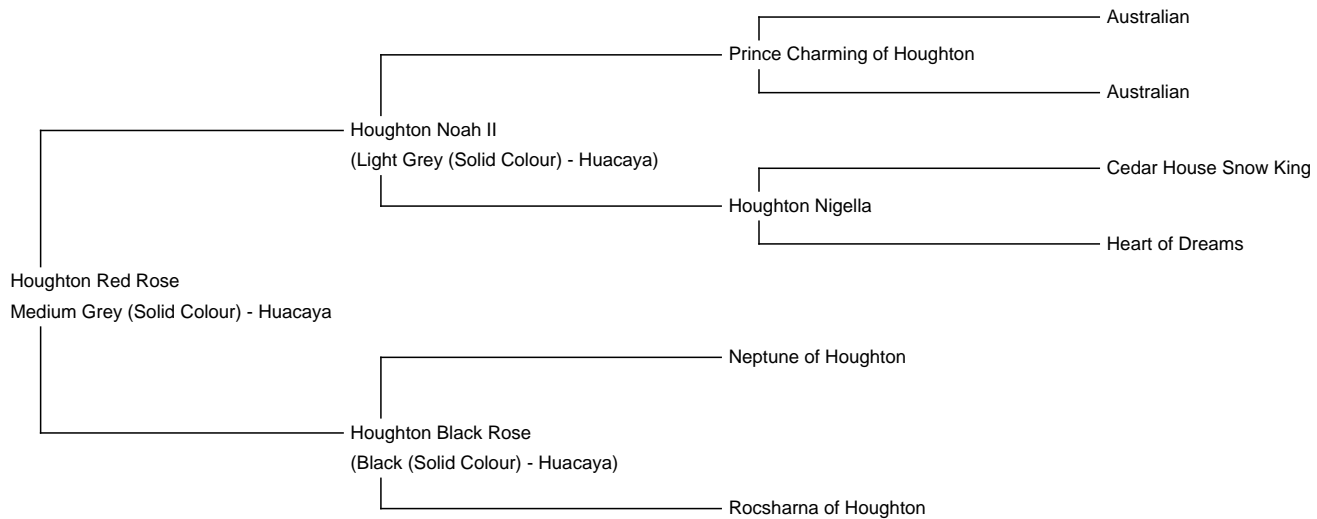 Australian
Prince Charming of Houghton
Australian
Houghton Noah II
(Light Grey (Solid Colour) - Huacaya)
Cedar House Snow King
Houghton Nigella
Heart of Dreams
Houghton Red Rose
Medium Grey (Solid Colour) - Huacaya
Neptune of Houghton
Houghton Black Rose
(Black (Solid Colour) - Huacaya)
Rocsharna of Houghton